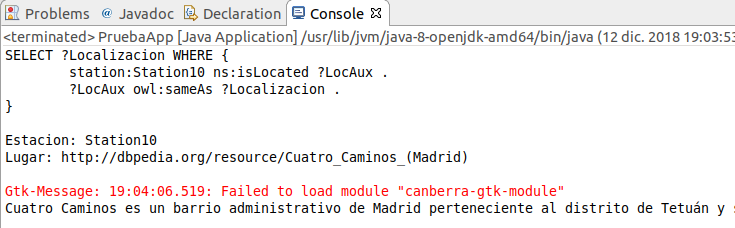 Problems @ Javadoc Declaration Console
<terminated> PruebaApp [Java Application] /usr/lib/jvm/java-8-openjdk-amd64/bin/java (12 dic. 2018 19:03:53
SELECT ?Localizacion WHERE {
station:Station10 ns:isLocated ?LocAux .
?LocAux owl:sameAs ?Localizacion .
}
Estacion: Station10
Lugar: http://dbpedia.org/resource/Cuatro_Caminos_(Madrid)
Gtk-Message: 19:04:06.519: Failed to load module "canberra-gtk-module"
Cuatro Caminos es un barrio administrativo de Madrid perteneciente al distrito de Tetuán y